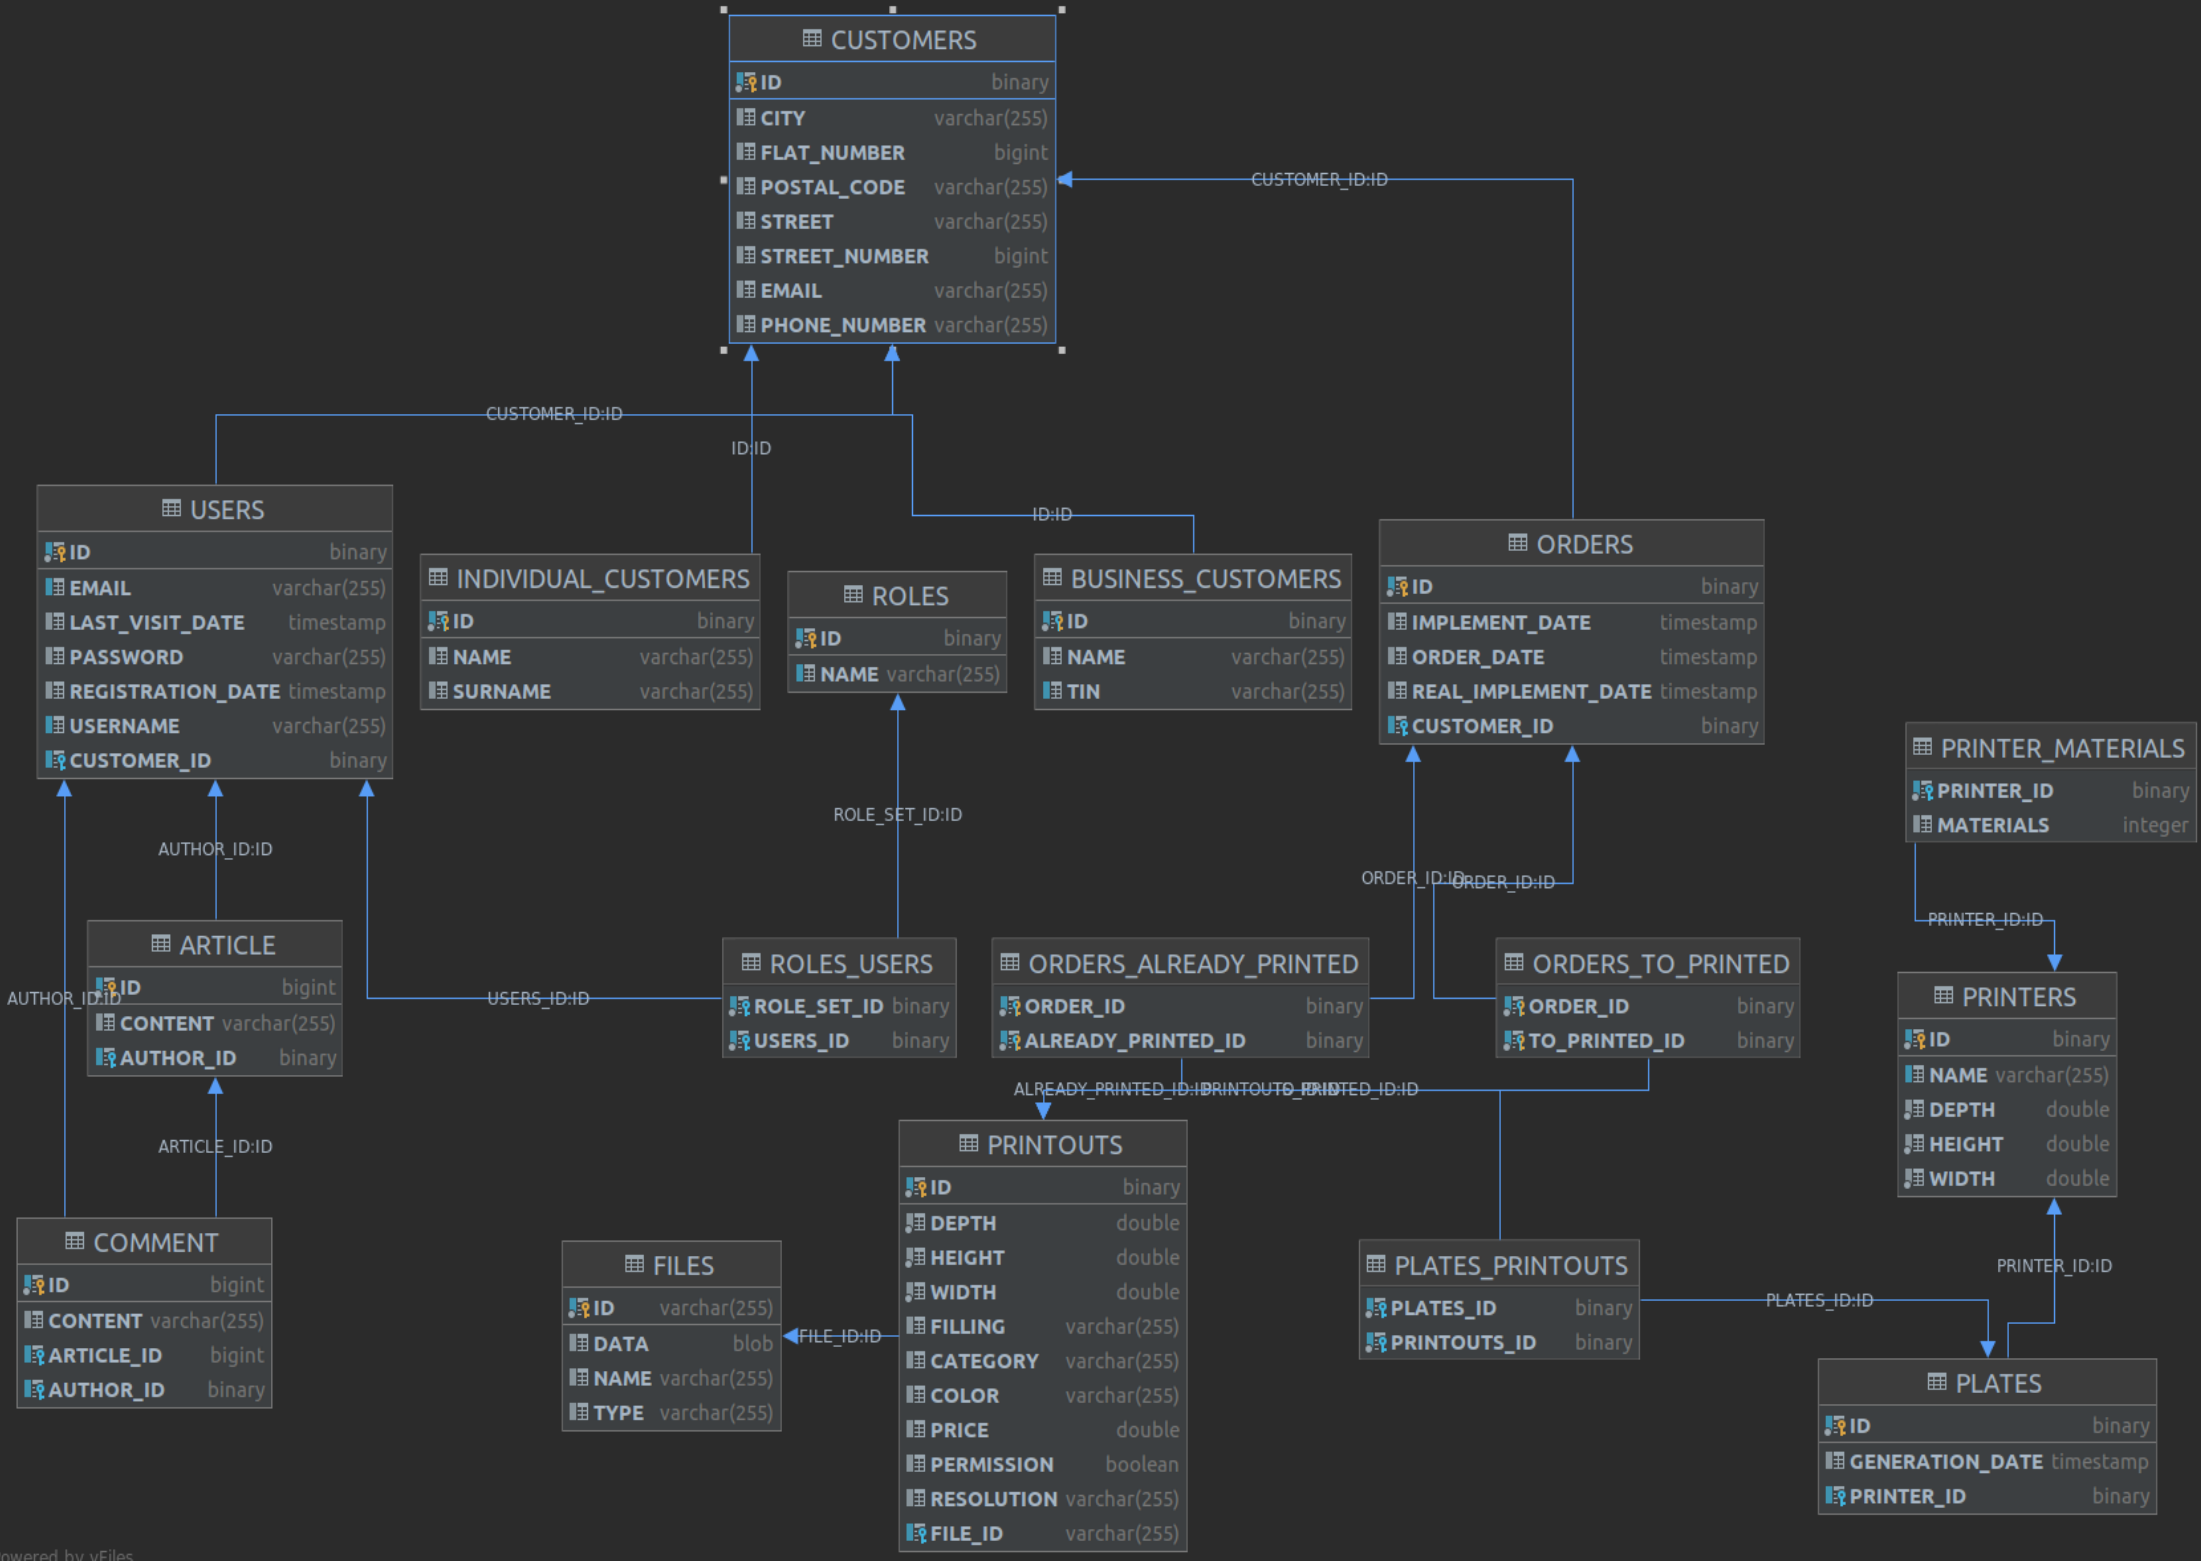 CUSTOMERS
ID binary
CITY varchar(255)
FLAT_NUMBER bigint
POSTAL_CODE varchar(255)
STREET varchar(255)
STREET_NUMBER bigint
EMAIL varchar(255)
PHONE_NUMBER varchar(255)
CUSTOMER_ID:ID
CUSTOMER_ID:ID
ID:ID
ID:ID
USERS
ID binary
EMAIL varchar(255)
LAST_VISIT_DATE timestamp
PASSWORD varchar(255)
REGISTRATION_DATE timestamp
USERNAME varchar(255)
CUSTOMER_ID binary
INDIVIDUAL_CUSTOMERS
ID binary
NAME varchar(255)
SURNAME varchar(255)
ROLES
ID binary
NAME varchar(255)
BUSINESS_CUSTOMERS
ID binary
NAME varchar(255)
TIN varchar(255)
ORDERS
ID binary
IMPLEMENT_DATE timestamp
ORDER_DATE timestamp
REAL_IMPLEMENT_DATE timestamp
CUSTOMER_ID binary
PRINTER_MATERIALS
PRINTER_ID binary
MATERIALS integer
ROLE_SET_ID:ID
AUTHOR_ID:ID
ORDER_ID:ID
ORDER_ID:ID
PRINTER_ID:ID
ARTICLE
ID bigint
CONTENT varchar(255)
AUTHOR_ID binary
AUTHOR_ID:ID
USERS_ID:ID
ROLES_USERS
ROLE_SET_ID binary
USERS_ID binary
ORDERS_ALREADY_PRINTED
ORDER_ID binary
ALREADY_PRINTED_ID binary
ORDERS_TO_PRINTED
ORDER_ID binary
TO_PRINTED_ID binary
PRINTERS
ID binary
NAME varchar(255)
DEPTH double
HEIGHT double
WIDTH double
ALREADY_PRINTED_ID:ID
ARTICLE_ID:ID
PRINTOUTS
ID binary
DEPTH double
HEIGHT double
WIDTH double
FILLING varchar(255)
CATEGORY varchar(255)
COLOR varchar(255)
PRICE double
PERMISSION boolean
RESOLUTION varchar(255)
FILE_ID varchar(255)
COMMENT
ID bigint
CONTENT varchar(255)
ARTICLE_ID bigint
AUTHOR_ID binary
FILES
ID varchar(255)
DATA blob
NAME varchar(255)
TYPE varchar(255)
FILE_ID:ID
PLATES_PRINTOUTS
PLATES_ID binary
PRINTOUTS_ID binary
PLATES_ID:ID
PRINTER_ID:ID
PLATES
ID binary
GENERATION_DATE timestamp
PRINTER_ID binary
owered by yFiles